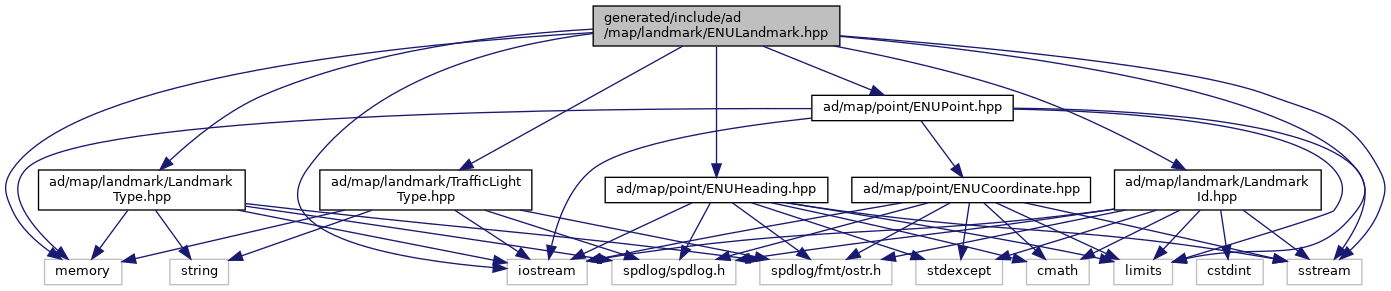 generated/include/ad
/map/landmark/ENULandmark.hpp
ad/map/point/ENUPoint.hpp
ad/map/landmark/Landmark
Type.hpp
ad/map/landmark/TrafficLight
Type.hpp
ad/map/point/ENUHeading.hpp
ad/map/point/ENUCoordinate.hpp
ad/map/landmark/Landmark
Id.hpp
memory
string
iostream
spdlog/spdlog.h
spdlog/fmt/ostr.h
stdexcept
cmath
limits
cstdint
sstream